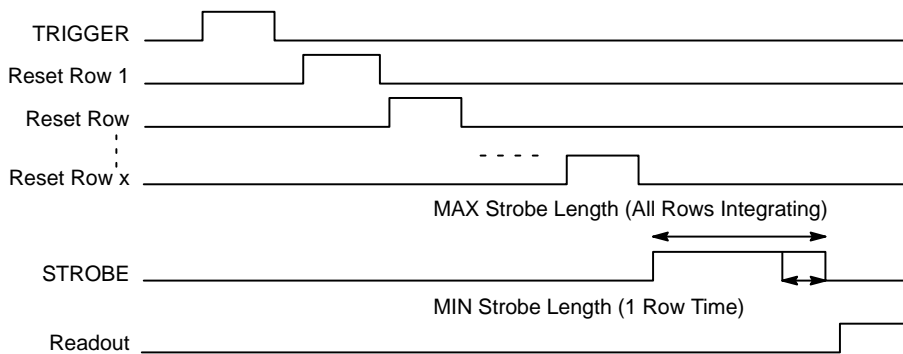 TRIGGER
Reset Row 1
Reset Row
Reset Row x
MAX Strobe Length (All Rows Integrating)
STROBE
MIN Strobe Length (1 Row Time)
Readout